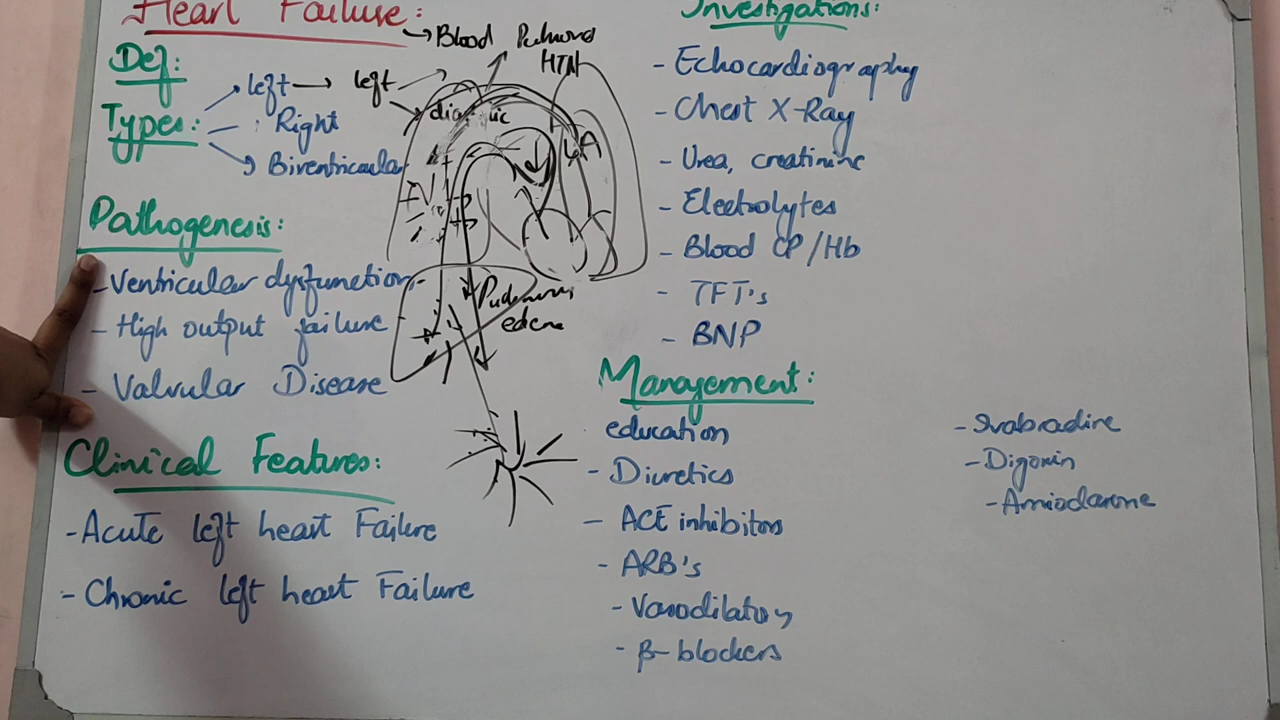 Heart Failure:
→ Blood
Def:
Types:
left → left
Right
Biventricular
HTN
LA
Pathogenesis:
- Ventricular dysfunction
- High output failure
- Valvular Disease
Clinical Features:
- Acute left heart Failure
- Chronic left heart Failure
Investigations:
- Echocardiography
- Chest X-Ray
- Urea, creatinine
- Electrolytes
- Blood CP/Hb
- TFT's
- BNP
Management:
education
- Diuretics
- ACE inhibitors
- ARB's
- Vasodilators
- β-blockers
- Ivabradine
- Digoxin
- Amiodarone